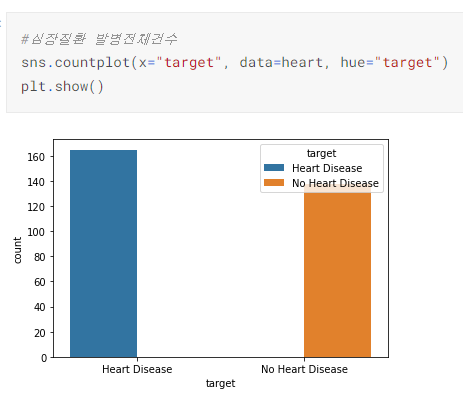 #심장질환 발병전체건수
sns.countplot(x="target", data=heart, hue="target")
plt.show()
target
Heart Disease
No Heart Disease
160
140
120
100
80
60
40
20
0
count
Heart Disease No Heart Disease
target